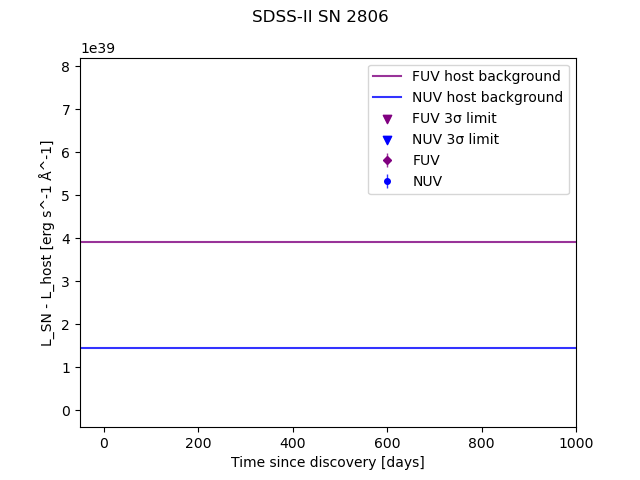 SDSS-II SN 2806
1e39
FUV host background
NUV host background
FUV 3σ limit
NUV 3σ limit
FUV
NUV
8
7
6
5
4
3
2
1
0
L_SN - L_host [erg s^-1 Å^-1]
0 200 400 600 800 1000
Time since discovery [days]